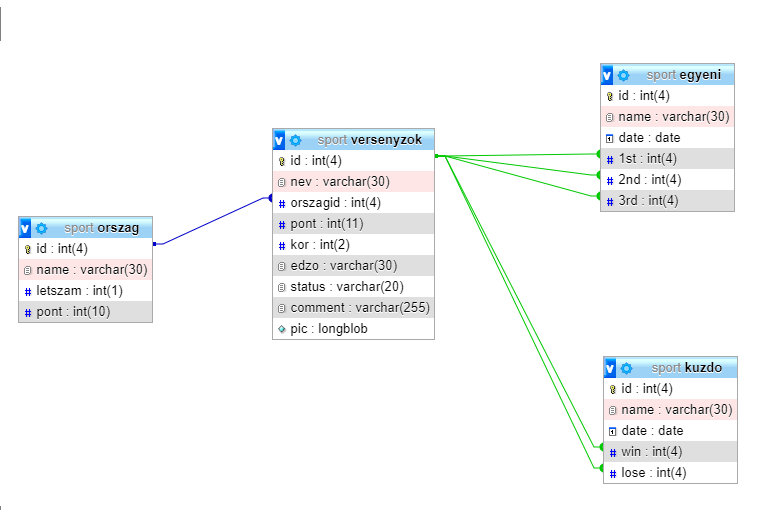 sport orszag
id : int(4)
name : varchar(30)
letszam : int(1)
pont : int(10)
sport versenyzok
id : int(4)
nev : varchar(30)
orszagid : int(4)
pont : int(11)
kor : int(2)
edzo : varchar(30)
status : varchar(20)
comment : varchar(255)
pic : longblob
sport egyeni
id : int(4)
name : varchar(30)
date : date
1st : int(4)
2nd : int(4)
3rd : int(4)
sport kuzdo
id : int(4)
name : varchar(30)
date : date
win : int(4)
lose : int(4)